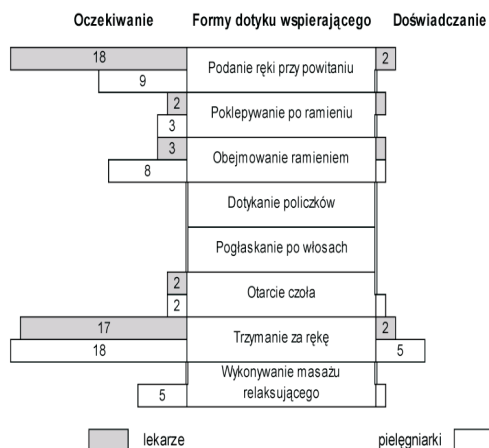 Oczekiwanie Formy dotyku wspierającego Doświadczanie
18 Podanie ręki przy powitaniu 2
9
2 Poklepywanie po ramieniu
3
3 Obejmowanie ramieniem
8
Dotykanie policzków
Pogłaskanie po włosach
2 Otarcie czoła
2
17 Trzymanie za rękę 2
18 5
Wykonywanie masażu
5 relaksującego
lekarze pielęgniarki